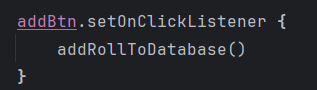 addBtn.setOnClickListener {
    addRollToDatabase()
}